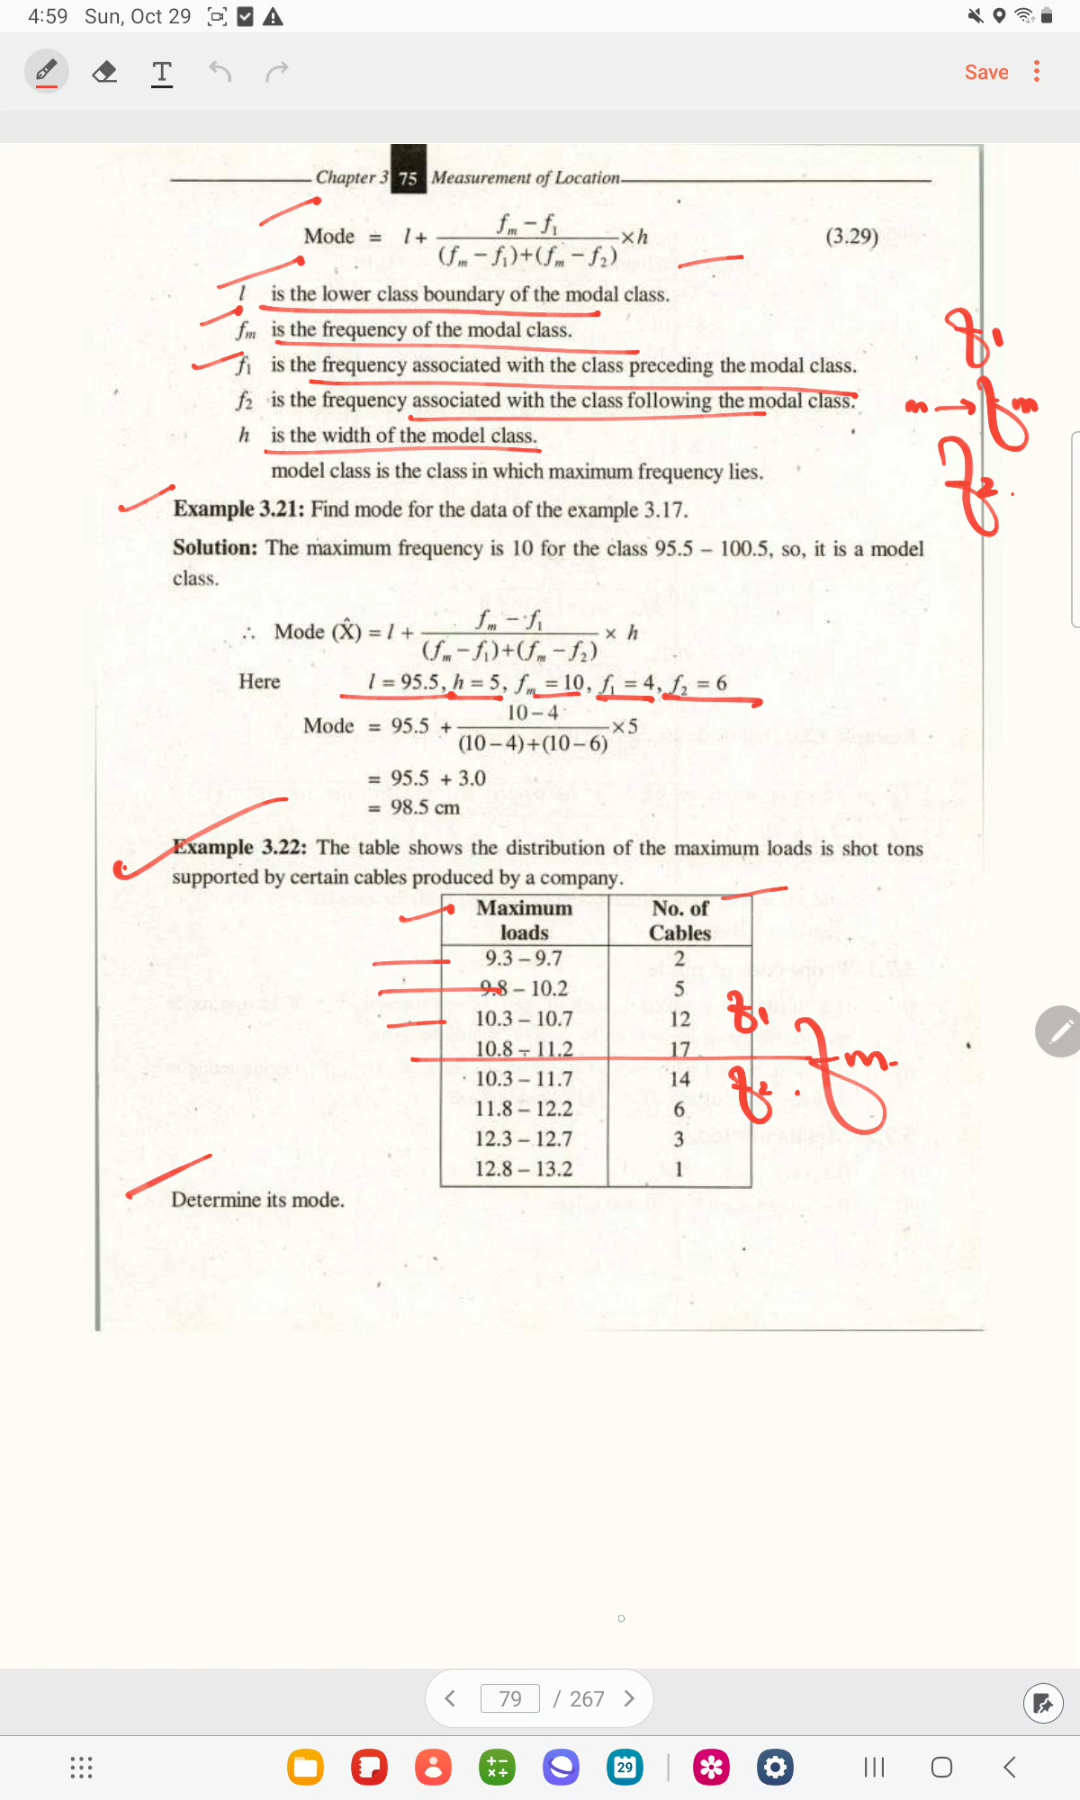 4:59 Sun, Oct 29
T
Save
Chapter 3 75 Measurement of Location
Mode = l + (fm − f1) / ((fm − f1) + (fm − f2)) × h (3.29)
l is the lower class boundary of the modal class.
fm is the frequency of the modal class.
f1 is the frequency associated with the class preceding the modal class.
f2 is the frequency associated with the class following the modal class.
h is the width of the model class.
model class is the class in which maximum frequency lies.
f1
m → fm
f2.
Example 3.21: Find mode for the data of the example 3.17.
Solution: The maximum frequency is 10 for the class 95.5 – 100.5, so, it is a model
class.
∴ Mode (X̂) = l + (fm − f1) / ((fm − f1) + (fm − f2)) × h
Here l = 95.5, h = 5, fm = 10, f1 = 4, f2 = 6
Mode = 95.5 + (10 – 4) / ((10 – 4) + (10 – 6)) × 5
= 95.5 + 3.0
= 98.5 cm
Example 3.22: The table shows the distribution of the maximum loads is shot tons
supported by certain cables produced by a company.
Maximum loads No. of Cables
9.3 – 9.7 2
9.8 – 10.2 5
10.3 – 10.7 12 f1
10.8 – 11.2 17 fm.
10.3 – 11.7 14 f2.
11.8 – 12.2 6
12.3 – 12.7 3
12.8 – 13.2 1
Determine its mode.
79 / 267
29